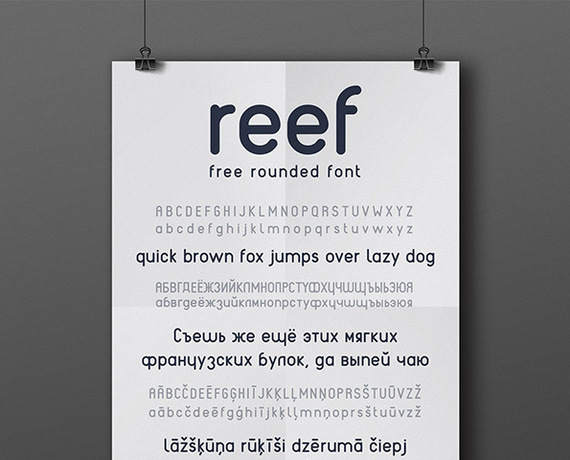 reef
free rounded font
ABCDEFGHIJKLMNOPQRSTUVWXYZ
abcdefghijklmnopqrstuvwxyz
quick brown fox jumps over lazy dog
АБВГДЕЁЖЗИЙКЛМНОПРСТУФХЦЧШЩЪЫЬЭЮЯ
абвгдеёжзийклмнопрстуфхцчшщъыьэюя
Съешь же ещё этих мягких
французских булок, да выпей чаю
AĀBCČDEĒFGĢHIĪJKĶLĻMNŅOPRSŠTUŪVZŽ
aābcčdeēfgģhiījkķlļmnņoprsštuūvzž
lāžšķūņa rūķīši dzērumā čiepj